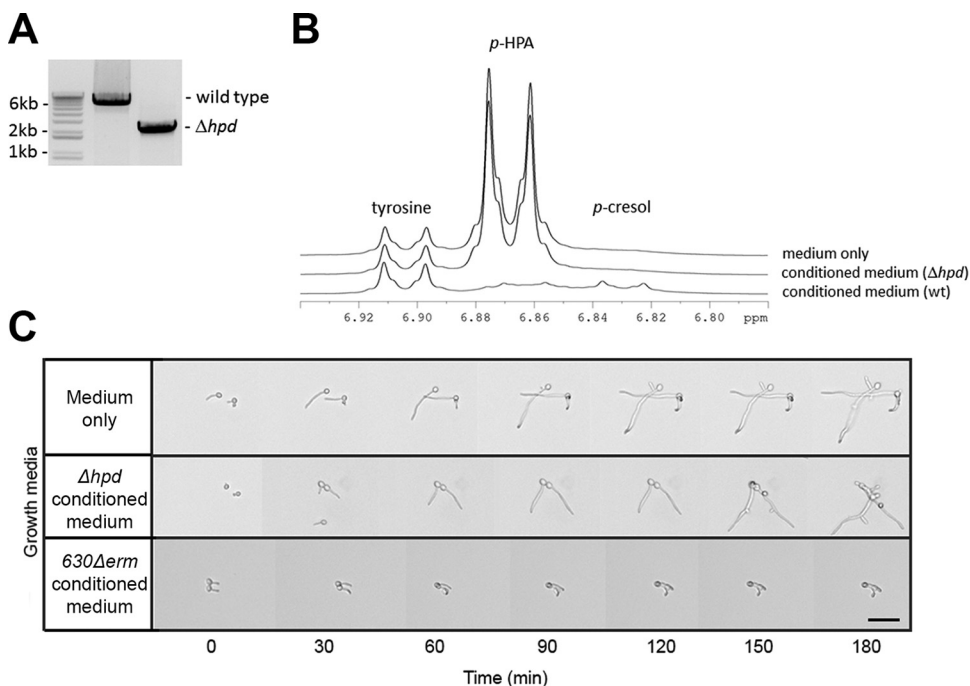 A
6kb -
2kb -
1kb -
- wild type
- Δhpd
B
p-HPA
tyrosine
p-cresol
medium only
conditioned medium (Δhpd)
conditioned medium (wt)
6.92 6.90 6.88 6.86 6.84 6.82 6.80 ppm
C
Growth media
Medium
only
Δhpd
conditioned
medium
630Δerm
conditioned
medium
0 30 60 90 120 150 180
Time (min)